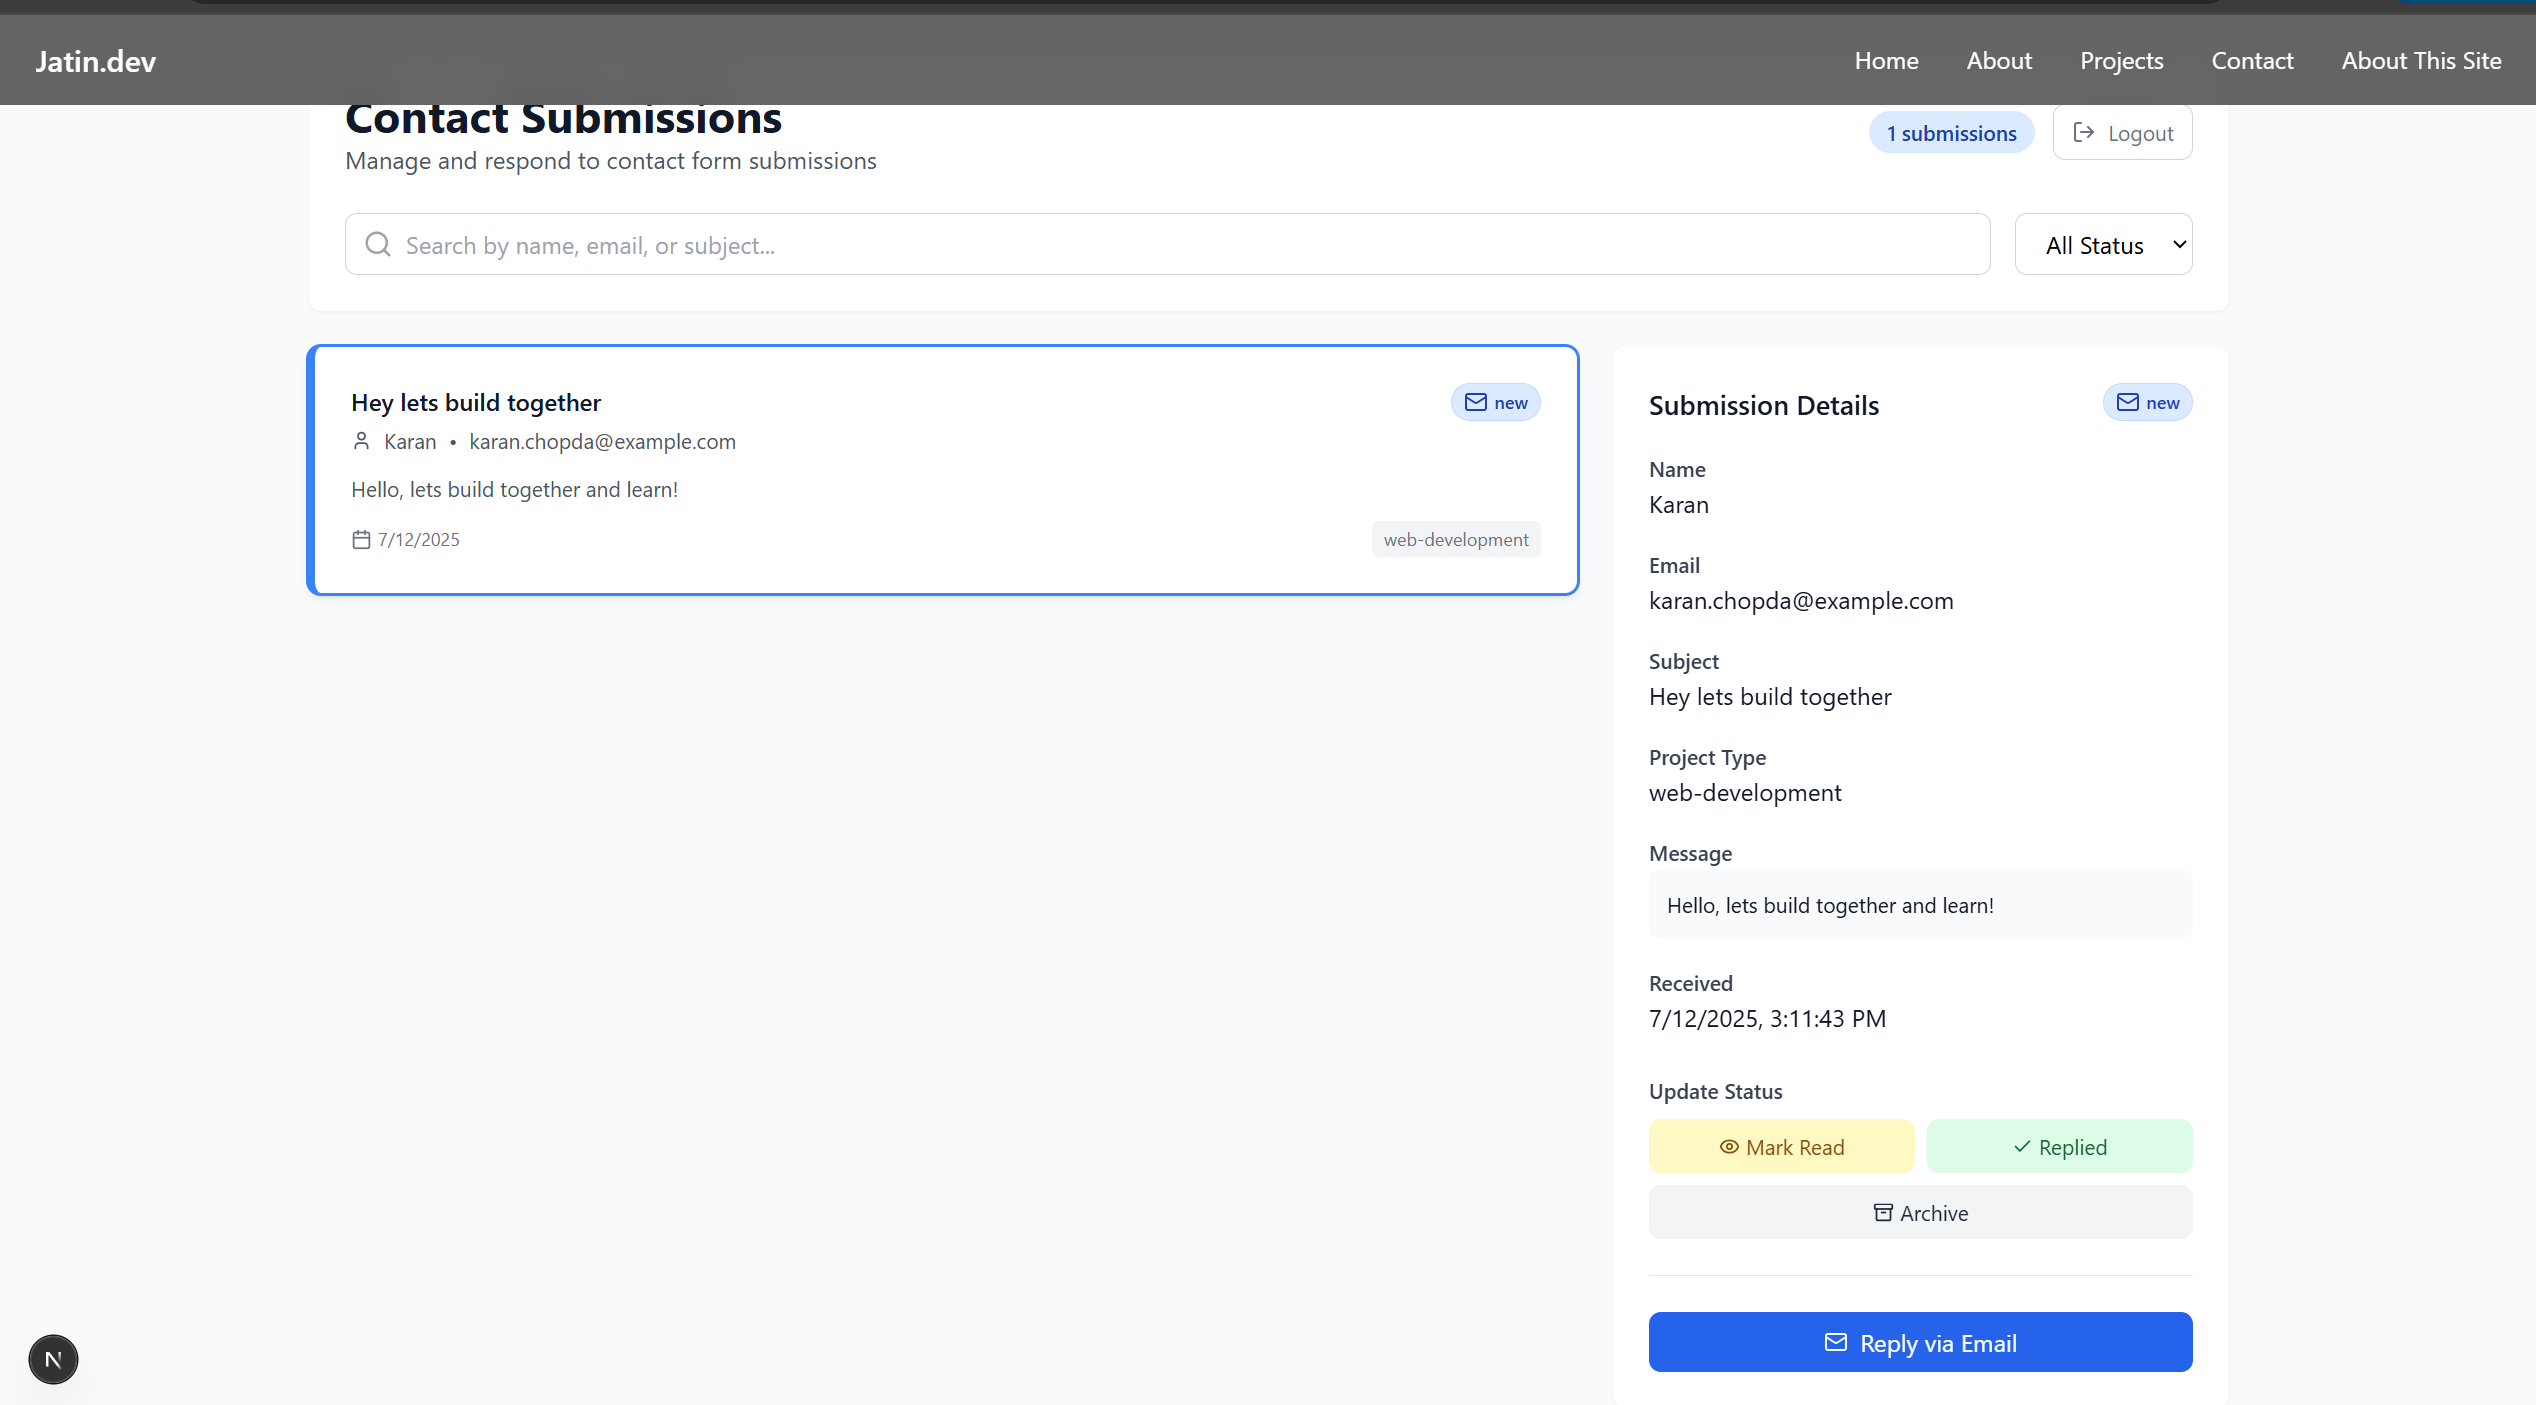 Jatin.dev
Home About Projects Contact About This Site
Contact Submissions
Manage and respond to contact form submissions
1 submissions
Logout
Search by name, email, or subject...
All Status
Hey lets build together
new
Karan • karan.chopda@example.com
Hello, lets build together and learn!
7/12/2025
web-development
Submission Details
new
Name
Karan
Email
karan.chopda@example.com
Subject
Hey lets build together
Project Type
web-development
Message
Hello, lets build together and learn!
Received
7/12/2025, 3:11:43 PM
Update Status
Mark Read
Replied
Archive
Reply via Email
N